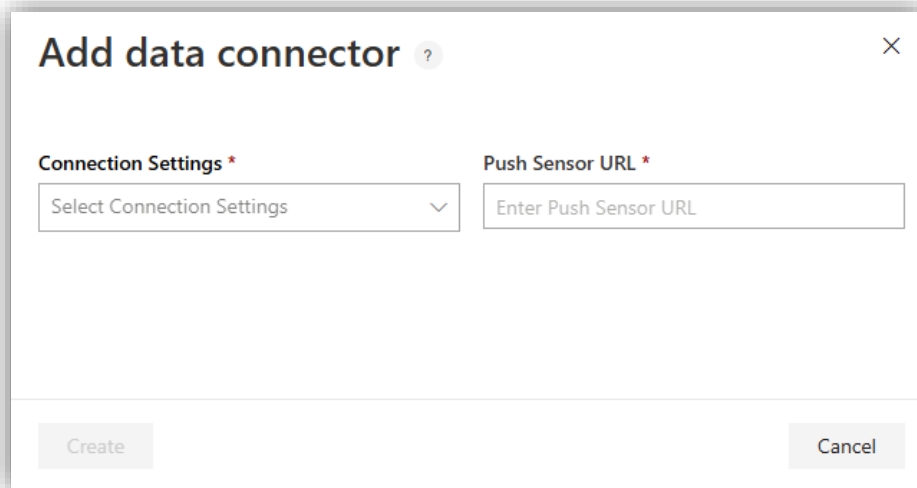 Add data connector ?
Connection Settings * Push Sensor URL *
Select Connection Settings Enter Push Sensor URL
Create Cancel